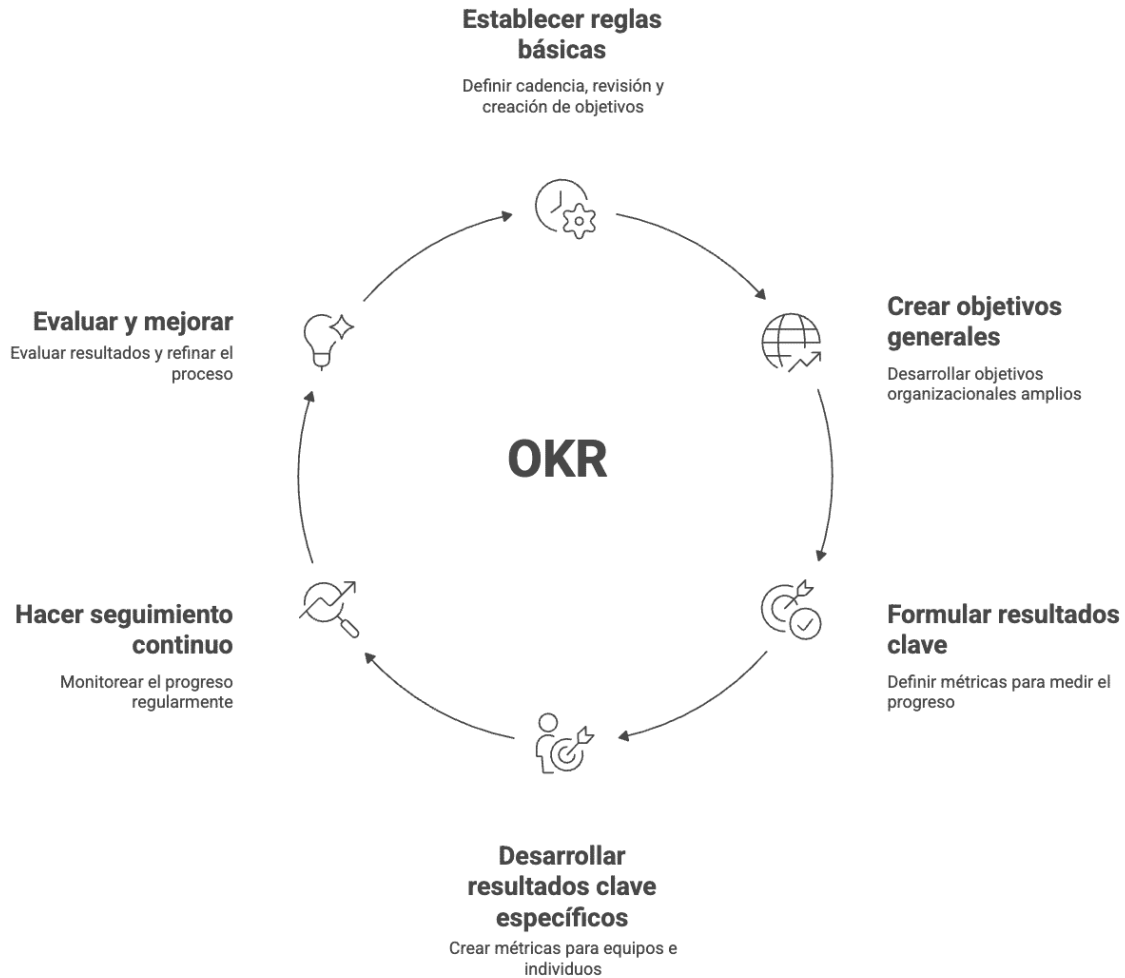 Establecer reglas
básicas
Definir cadencia, revisión y
creación de objetivos
Crear objetivos
generales
Desarrollar objetivos
organizacionales amplios
Formular resultados
clave
Definir métricas para medir el
progreso
Desarrollar
resultados clave
específicos
Crear métricas para equipos e
individuos
Hacer seguimiento
continuo
Monitorear el progreso
regularmente
Evaluar y mejorar
Evaluar resultados y refinar el
proceso
OKR